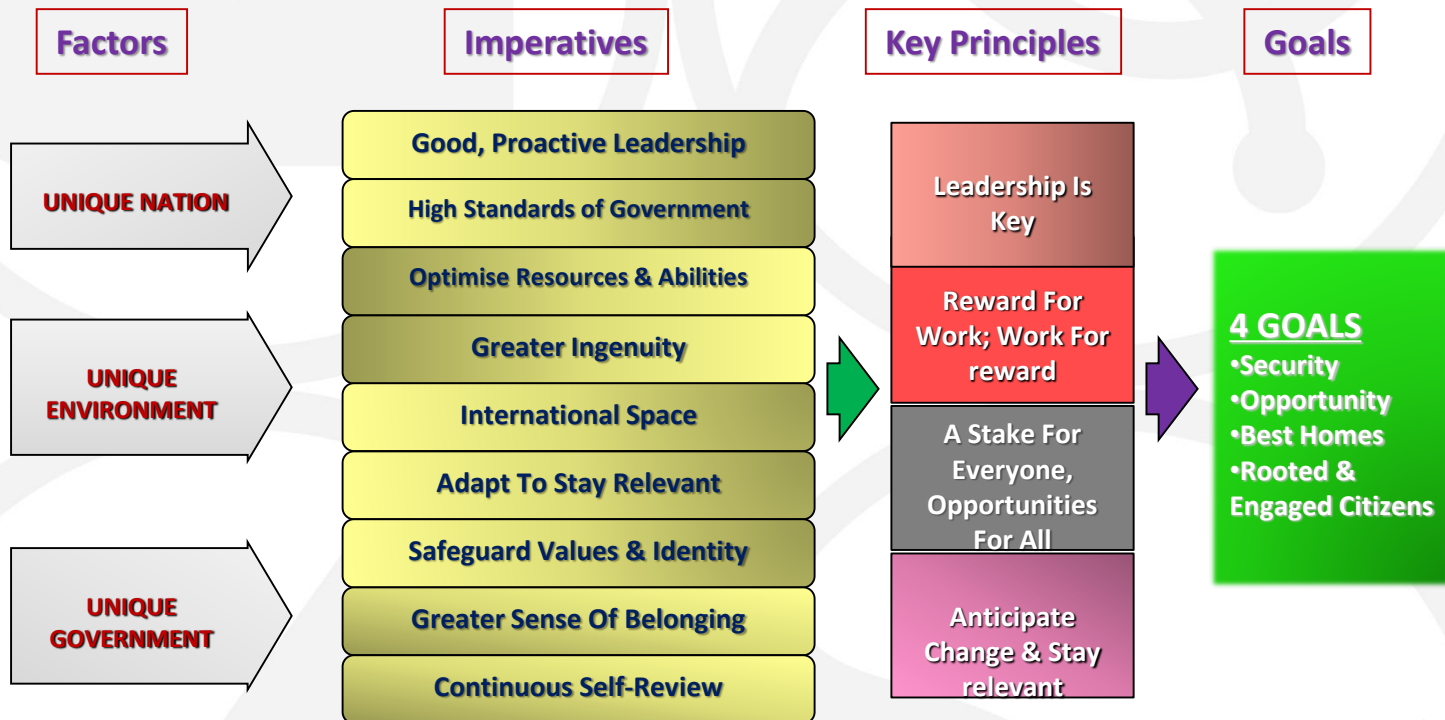 Factors
Imperatives
Key Principles
Goals
UNIQUE NATION
UNIQUE
ENVIRONMENT
UNIQUE
GOVERNMENT
Good, Proactive Leadership
High Standards of Government
Optimise Resources & Abilities
Greater Ingenuity
International Space
Adapt To Stay Relevant
Safeguard Values & Identity
Greater Sense Of Belonging
Continuous Self-Review
Leadership Is
Key
Reward For
Work; Work For
reward
A Stake For
Everyone,
Opportunities
For All
Anticipate
Change & Stay
relevant
4 GOALS
•Security
•Opportunity
•Best Homes
•Rooted &
Engaged Citizens